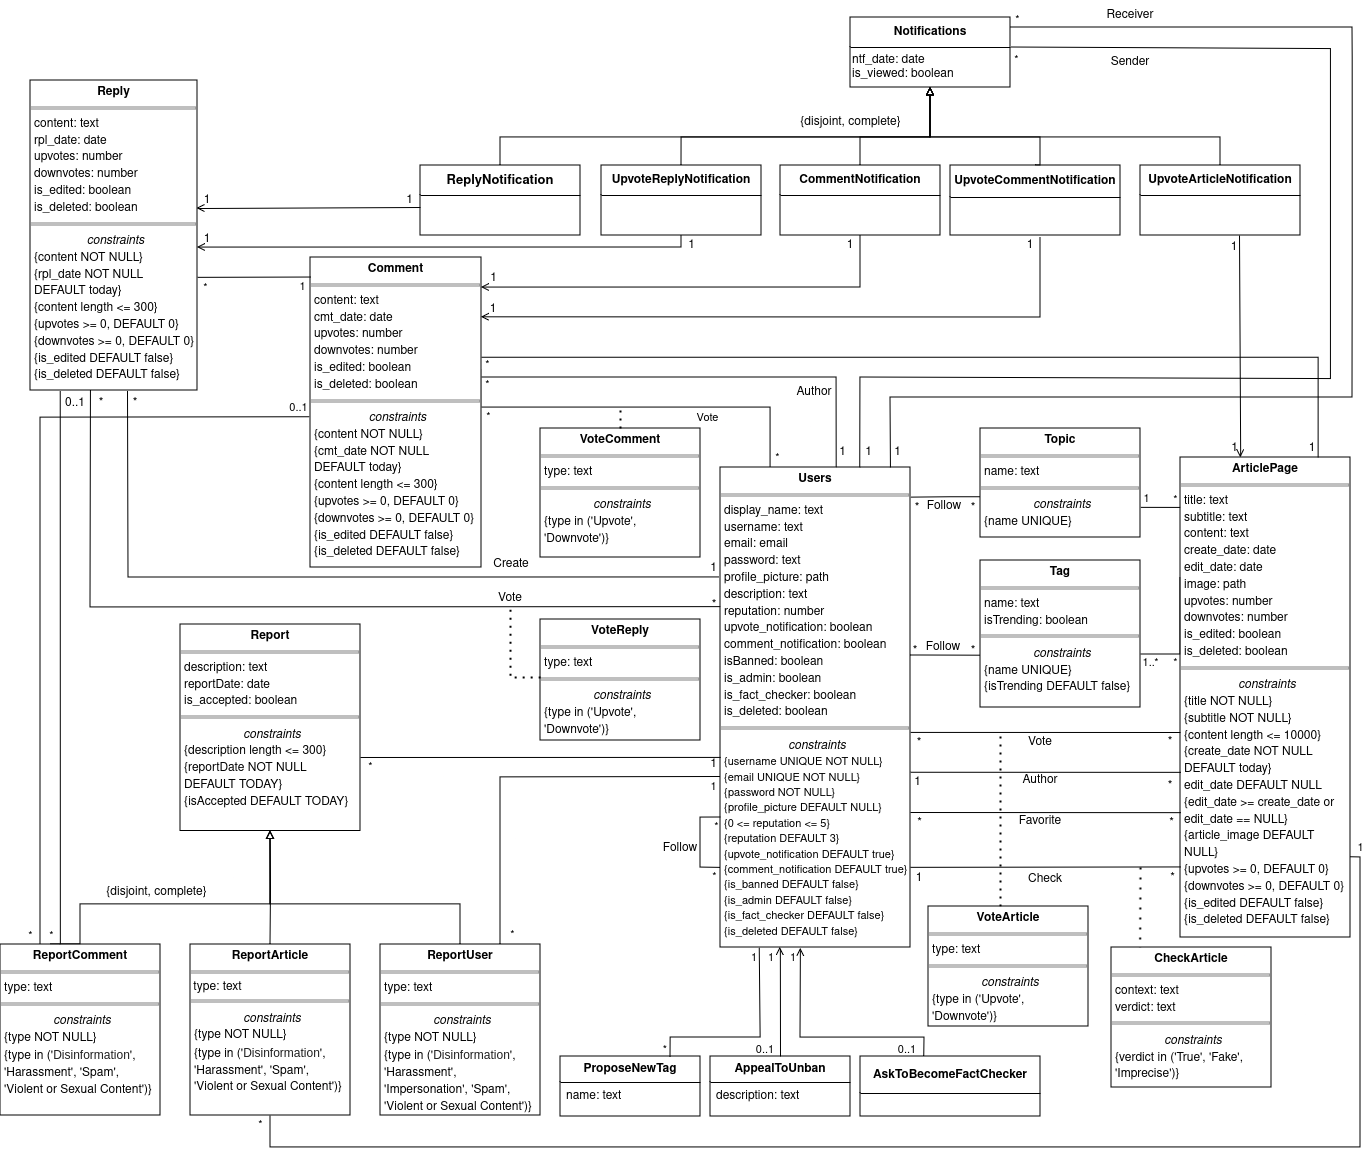 Notifications
ntf_date: date
is_viewed: boolean
*
Receiver
*
Sender
{disjoint, complete}
Reply
content: text
rpl_date: date
upvotes: number
downvotes: number
is_edited: boolean
is_deleted: boolean
constraints
{content NOT NULL}
{rpl_date NOT NULL
DEFAULT today}
{content length <= 300}
{upvotes >= 0, DEFAULT 0}
{downvotes >= 0, DEFAULT 0}
{is_edited DEFAULT false}
{is_deleted DEFAULT false}
ReplyNotification
UpvoteReplyNotification
CommentNotification
UpvoteCommentNotification
UpvoteArticleNotification
1
1
1
1
1
1
1
1
1
1
*
1
Comment
content: text
cmt_date: date
upvotes: number
downvotes: number
is_edited: boolean
is_deleted: boolean
constraints
{content NOT NULL}
{cmt_date NOT NULL
DEFAULT today}
{content length <= 300}
{upvotes >= 0, DEFAULT 0}
{downvotes >= 0, DEFAULT 0}
{is_edited DEFAULT false}
{is_deleted DEFAULT false}
*
*
Author
*
Vote
*
1
1
1
1
0..1
*
*
0..1
VoteComment
type: text
constraints
{type in ('Upvote',
'Downvote')}
Create
1
Vote
*
VoteReply
type: text
constraints
{type in ('Upvote',
'Downvote')}
Users
display_name: text
username: text
email: email
password: text
profile_picture: path
description: text
reputation: number
upvote_notification: boolean
comment_notification: boolean
isBanned: boolean
is_admin: boolean
is_fact_checker: boolean
is_deleted: boolean
constraints
{username UNIQUE NOT NULL}
{email UNIQUE NOT NULL}
{password NOT NULL}
{profile_picture DEFAULT NULL}
{0 <= reputation <= 5}
{reputation DEFAULT 3}
{upvote_notification DEFAULT true}
{comment_notification DEFAULT true}
{is_banned DEFAULT false}
{is_admin DEFAULT false}
{is_fact_checker DEFAULT false}
{is_deleted DEFAULT false}
Topic
name: text
constraints
{name UNIQUE}
* Follow *
1
*
Tag
name: text
isTrending: boolean
constraints
{name UNIQUE}
{isTrending DEFAULT false}
* Follow *
1..*
*
ArticlePage
title: text
subtitle: text
content: text
create_date: date
edit_date: date
image: path
upvotes: number
downvotes: number
is_edited: boolean
is_deleted: boolean
constraints
{title NOT NULL}
{subtitle NOT NULL}
{content length <= 10000}
{create_date NOT NULL
DEFAULT today}
edit_date DEFAULT NULL
{edit_date >= create_date or
edit_date == NULL}
{article_image DEFAULT
NULL}
{upvotes >= 0, DEFAULT 0}
{downvotes >= 0, DEFAULT 0}
{is_edited DEFAULT false}
{is_deleted DEFAULT false}
1
* Vote *
1 Author *
* Favorite *
1 Check *
Report
description: text
reportDate: date
is_accepted: boolean
constraints
{description length <= 300}
{reportDate NOT NULL
DEFAULT TODAY}
{isAccepted DEFAULT TODAY}
*
1
1
*
Follow
*
{disjoint, complete}
*
*
*
ReportComment
type: text
constraints
{type NOT NULL}
{type in ('Disinformation',
'Harassment', 'Spam',
'Violent or Sexual Content')}
ReportArticle
type: text
constraints
{type NOT NULL}
{type in ('Disinformation',
'Harassment', 'Spam',
'Violent or Sexual Content')}
*
ReportUser
type: text
constraints
{type NOT NULL}
{type in ('Disinformation',
'Harassment',
'Impersonation', 'Spam',
'Violent or Sexual Content')}
VoteArticle
type: text
constraints
{type in ('Upvote',
'Downvote')}
CheckArticle
context: text
verdict: text
constraints
{verdict in ('True', 'Fake',
'Imprecise')}
1
1
1
*
0..1
0..1
ProposeNewTag
name: text
AppealToUnban
description: text
AskToBecomeFactChecker